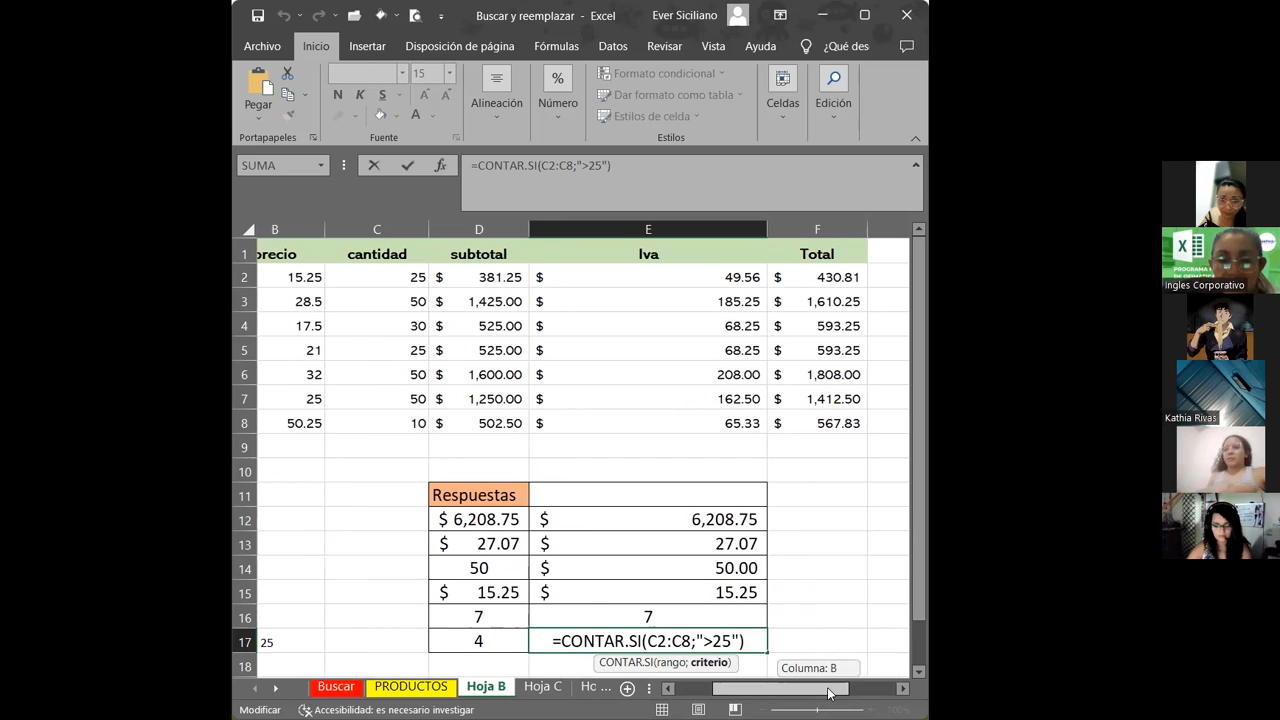 Buscar y reemplazar - Excel
Ever Siciliano
Archivo Inicio Insertar Disposición de página Fórmulas Datos Revisar Vista Ayuda ¿Qué des
Pegar
N K S
15
A A
A
Alineación
%
Número
Formato condicional
Dar formato como tabla
Estilos de celda
Celdas
Edición
Portapapeles Fuente Estilos
SUMA
fx
=CONTAR.SI(C2:C8;">25")
B C D E F
1 precio cantidad subtotal Iva Total
2 15.25 25 $ 381.25 $ 49.56 $ 430.81
3 28.5 50 $ 1,425.00 $ 185.25 $ 1,610.25
4 17.5 30 $ 525.00 $ 68.25 $ 593.25
5 21 25 $ 525.00 $ 68.25 $ 593.25
6 32 50 $ 1,600.00 $ 208.00 $ 1,808.00
7 25 50 $ 1,250.00 $ 162.50 $ 1,412.50
8 50.25 10 $ 502.50 $ 65.33 $ 567.83
9
10
11 Respuestas
12 $ 6,208.75 $ 6,208.75
13 $ 27.07 $ 27.07
14 50 $ 50.00
15 $ 15.25 $ 15.25
16 7 7
17 25 4 =CONTAR.SI(C2:C8;">25")
18
CONTAR.SI(rango; criterio)
Columna: B
Buscar PRODUCTOS Hoja B Hoja C Ho ...
Modificar Accesibilidad: es necesario investigar
100%
Ingles Corporativo
Kathia Rivas